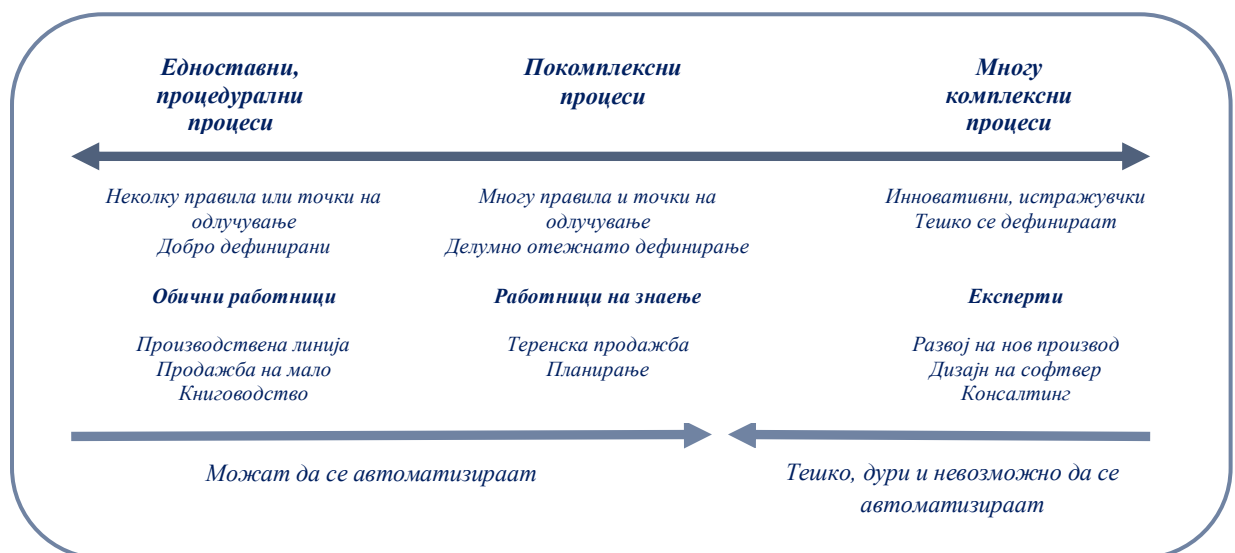 Едноставни,
процедурални
процеси
Покомплексни
процеси
Многу
комплексни
процеси
Неколку правила или точки на
одлучување
Добро дефинирани
Многу правила и точки на
одлучување
Делумно отежнато дефинирање
Инновативни, истражувчки
Тешко се дефинираат
Обични работници
Работници на знаење
Експерти
Производствена линија
Продажба на мало
Книговодство
Теренска продажба
Планирање
Развој на нов производ
Дизајн на софтвер
Консалтинг
Можат да се автоматизираат
Тешко, дури и невозможно да се
автоматизираат